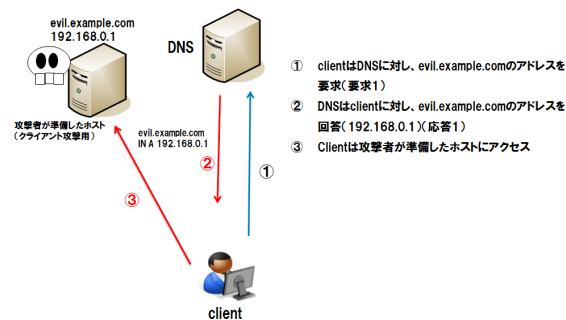 evil.example.com
192.168.0.1
DNS
攻撃者が準備したホスト
(クライアント攻撃用)
evil.example.com
IN A 192.168.0.1
②
①
③
client
① clientはDNSに対し、evil.example.comのアドレスを
要求(要求1)
② DNSはclientに対し、evil.example.comのアドレスを
回答(192.168.0.1)(応答1)
③ Clientは攻撃者が準備したホストにアクセス